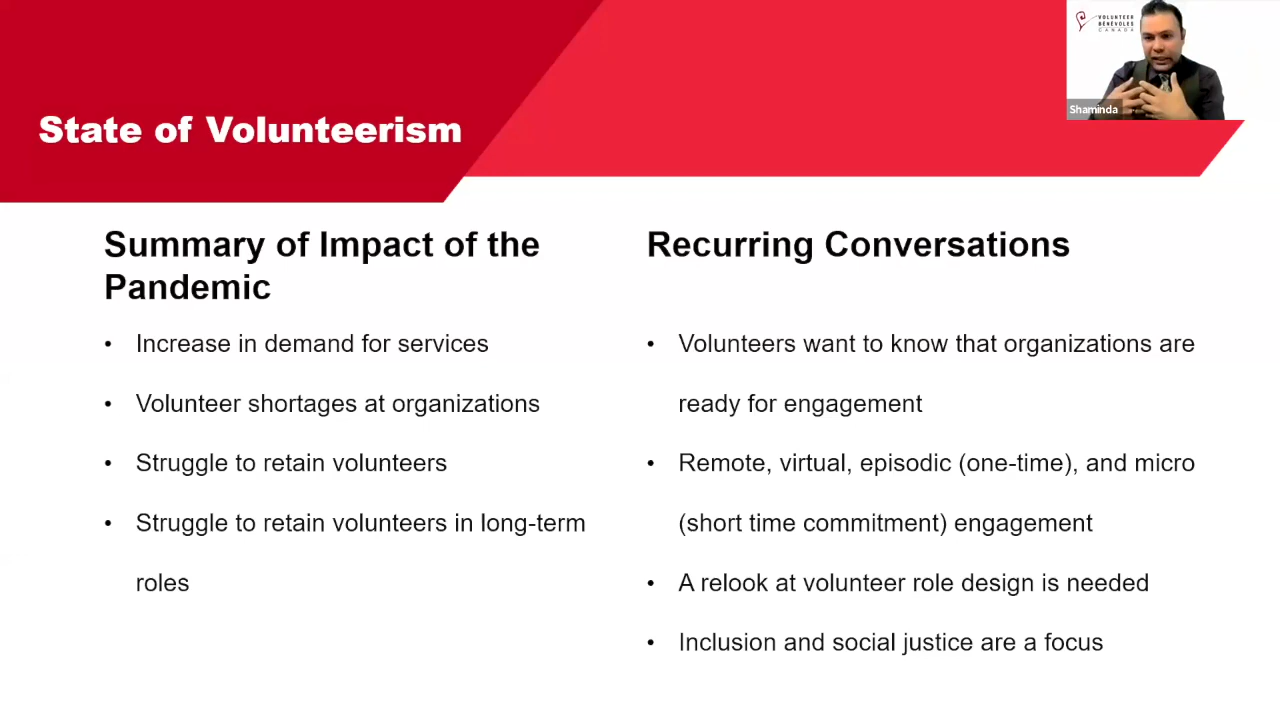 VOLUNTEER
BÉNÉVOLES
CANADA
Shaminda
State of Volunteerism
Summary of Impact of the
Pandemic
• Increase in demand for services
• Volunteer shortages at organizations
• Struggle to retain volunteers
• Struggle to retain volunteers in long-term
roles
Recurring Conversations
• Volunteers want to know that organizations are
ready for engagement
• Remote, virtual, episodic (one-time), and micro
(short time commitment) engagement
• A relook at volunteer role design is needed
• Inclusion and social justice are a focus